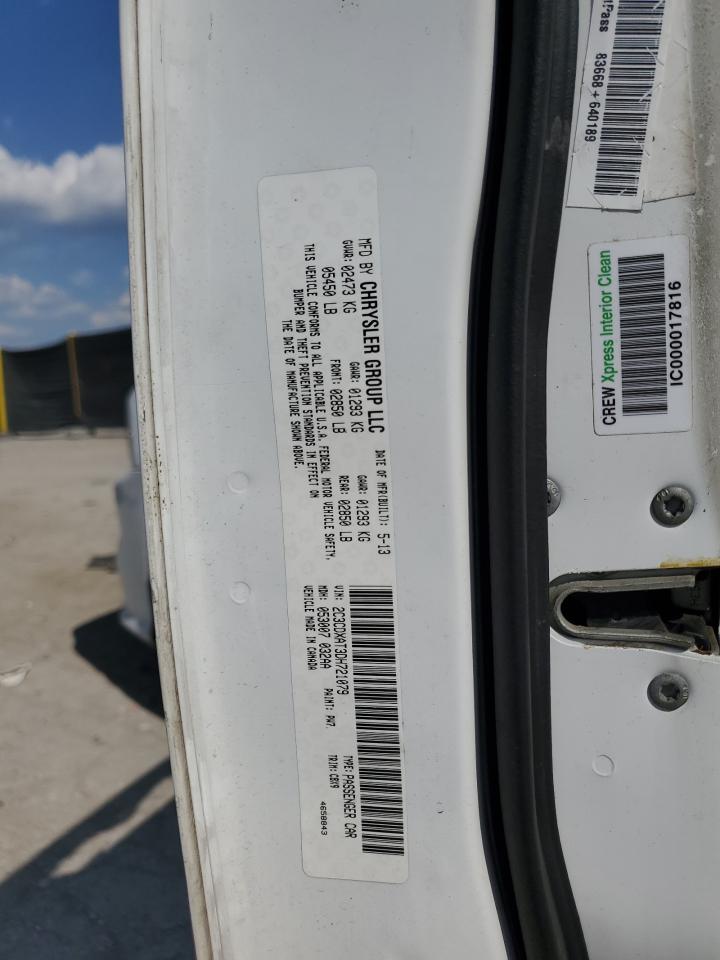 MFD BY CHRYSLER GROUP LLC
DATE OF MFR(BUILT): 5-13
GVWR: 02473 KG
GAWR: 01293 KG
GAWR: 01293 KG
05450 LB
FRONT: 02850 LB
REAR: 02850 LB
THIS VEHICLE CONFORMS TO ALL APPLICABLE U.S.A. FEDERAL MOTOR VEHICLE SAFETY,
BUMPER AND THEFT PREVENTION STANDARDS IN EFFECT ON
THE DATE OF MANUFACTURE SHOWN ABOVE.
VIN: 2C3CDXAT3DH721079
TYPE: PASSENGER CAR
MDH: 053007 032AA
PAINT: PW7.
TRIM: CBX9
VEHICLE MADE IN CANADA
4658843
83668 + 640189
CREW Xpress Interior Clean
IC000017816